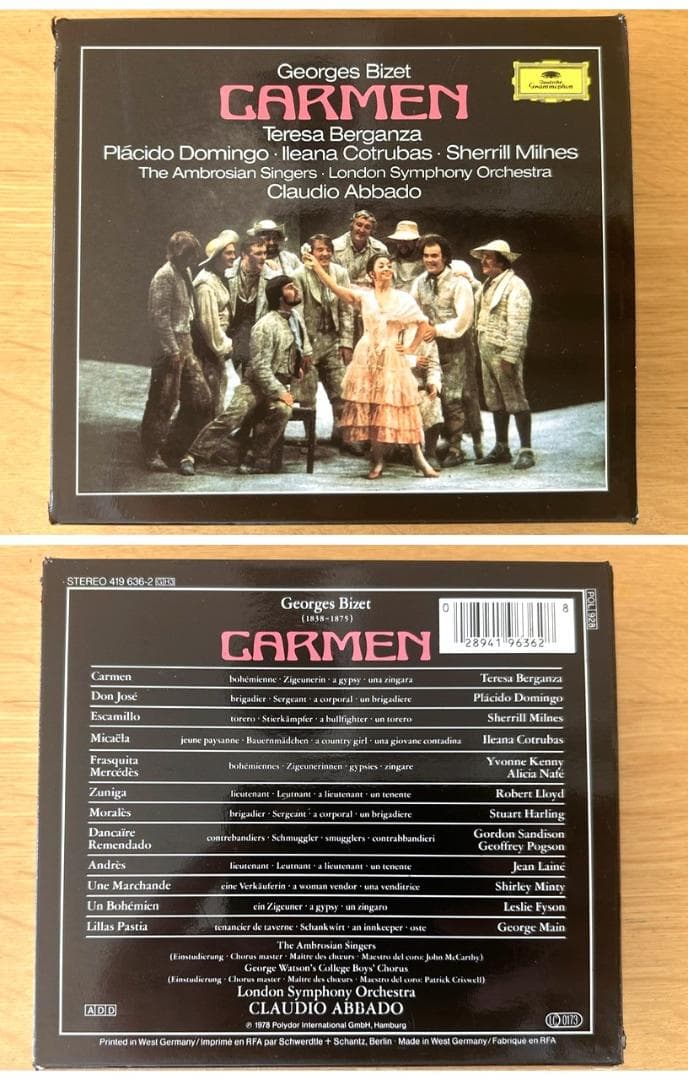 Georges Bizet
CARMEN
Deutsche
Grammophon
Teresa Berganza
Plácido Domingo · Ileana Cotrubas · Sherrill Milnes
The Ambrosian Singers · London Symphony Orchestra
Claudio Abbado
STEREO 419 636-2 GH3
Georges Bizet
(1838-1875)
CARMEN
0 28941 96362 8
POL 928
Carmen bohémienne · Zigeunerin · a gypsy · una zingara Teresa Berganza
Don José brigadier · Sergeant · a corporal · un brigadiere Plácido Domingo
Escamillo torero · Stierkämpfer · a bullfighter · un torero Sherrill Milnes
Micaëla jeune paysanne · Bauernmädchen · a country girl · una giovane contadina Ileana Cotrubas
Frasquita Yvonne Kenny
bohémiennes · Zigeunerinnen · gypsies · zingare
Mercédès Alicia Nafé
Zuniga lieutenant · Leutnant · a lieutenant · un tenente Robert Lloyd
Moralès brigadier · Sergeant · a corporal · un brigadiere Stuart Harling
Dancaïre Gordon Sandison
contrebandiers · Schmuggler · smugglers · contrabbandieri
Remendado Geoffrey Pogson
Andrès lieutenant · Leutnant · a lieutenant · un tenente Jean Lainé
Une Marchande eine Verkäuferin · a woman vendor · una venditrice Shirley Minty
Un Bohémien ein Zigeuner · a gypsy · un zingaro Leslie Fyson
Lillas Pastia tenancier de taverne · Schankwirt · an innkeeper · oste George Main
The Ambrosian Singers
(Einstudierung · Chorus master · Maître des chœurs · Maestro del coro: John McCarthy)
George Watson's College Boys' Chorus
(Einstudierung · Chorus master · Maître des chœurs · Maestro del coro: Patrick Criswell)
London Symphony Orchestra
CLAUDIO ABBADO
ADD
℗ 1978 Polydor International GmbH, Hamburg
LC 0173
Printed in West Germany / Imprimé en RFA par Schwerdtle + Schantz, Berlin · Made in West Germany / Fabriqué en RFA